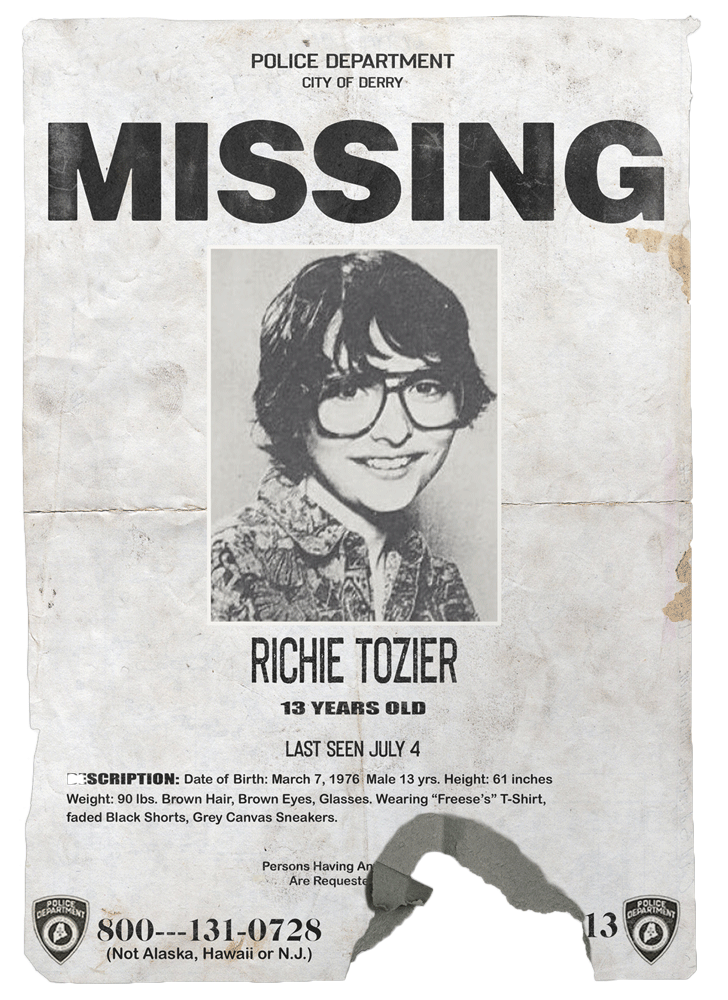 POLICE DEPARTMENT
CITY OF DERRY
MISSING
RICHIE TOZIER
13 YEARS OLD
LAST SEEN JULY 4
DESCRIPTION: Date of Birth: March 7, 1976 Male 13 yrs. Height: 61 inches
Weight: 90 lbs. Brown Hair, Brown Eyes, Glasses. Wearing “Freese’s” T-Shirt,
faded Black Shorts, Grey Canvas Sneakers.
Persons Having An
Are Requeste
POLICE
DEPARTMENT
800---131-0728
(Not Alaska, Hawaii or N.J.)
13
POLICE
DEPARTMENT